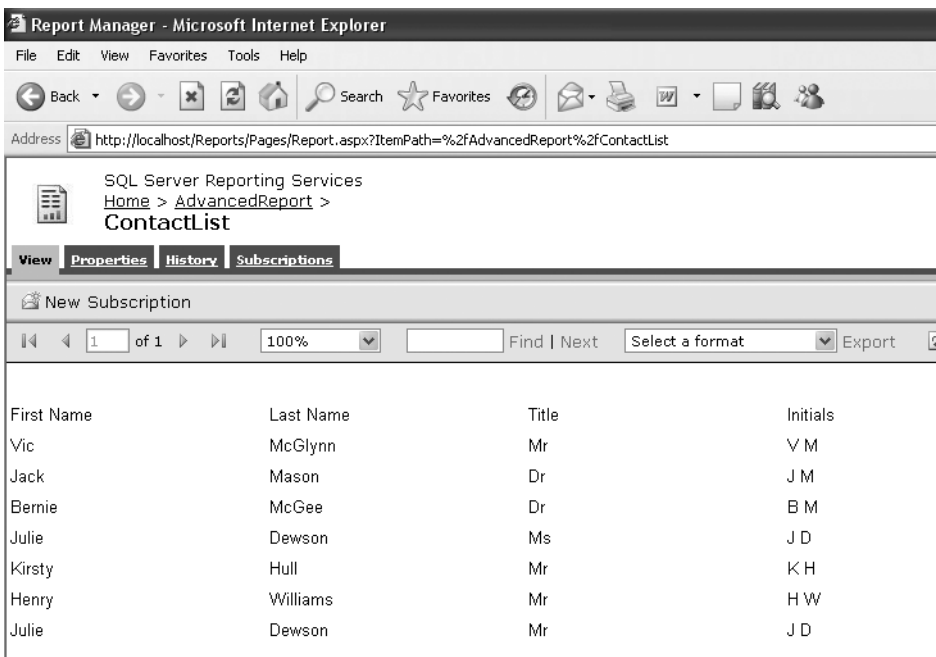 Report Manager - Microsoft Internet Explorer
File Edit View Favorites Tools Help
Back Search Favorites
Address http://localhost/Reports/Pages/Report.aspx?ItemPath=%2fAdvancedReport%2fContactList
SQL Server Reporting Services
Home > AdvancedReport >
ContactList
View Properties History Subscriptions
New Subscription
1 of 1 100% Find | Next Select a format Export
First Name Last Name Title Initials
Vic McGlynn Mr V M
Jack Mason Dr J M
Bernie McGee Dr B M
Julie Dewson Ms J D
Kirsty Hull Mr K H
Henry Williams Mr H W
Julie Dewson Mr J D